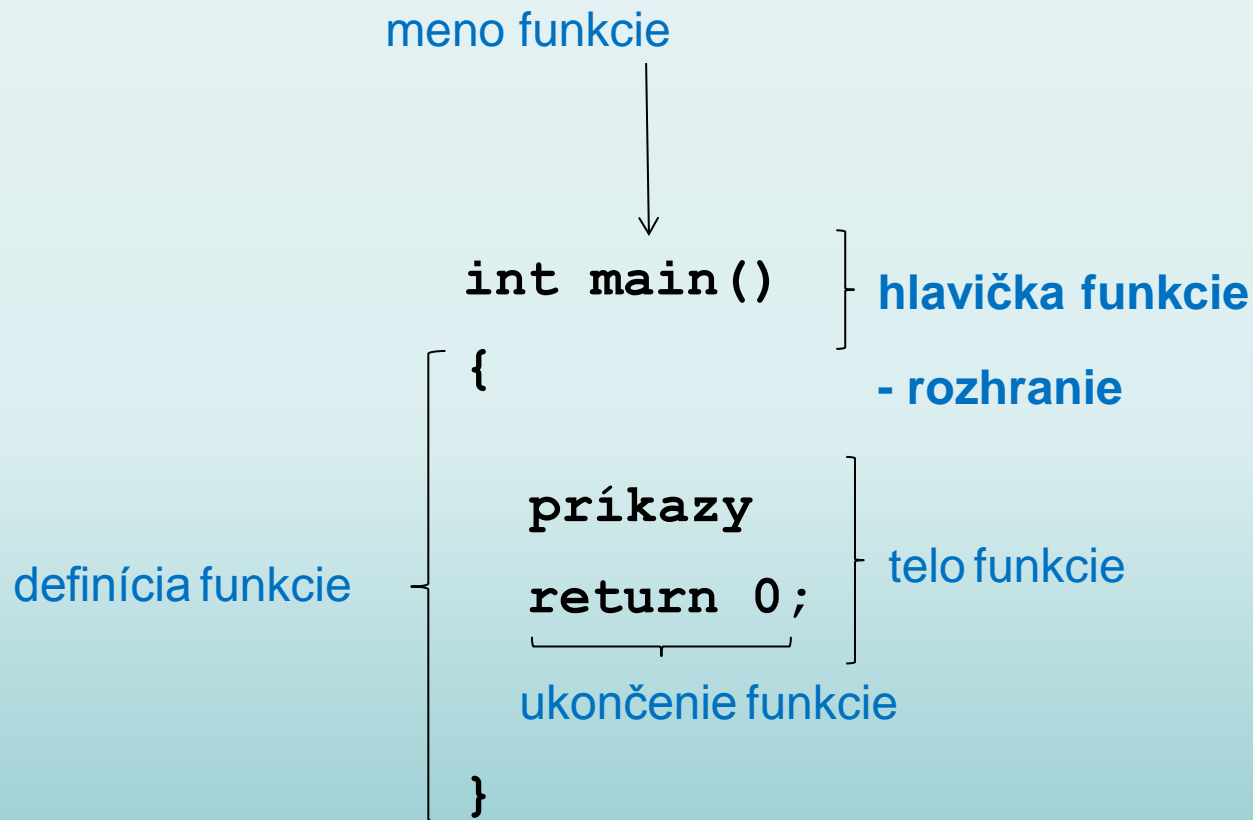 meno funkcie
int main()
hlavička funkcie
{
- rozhranie
príkazy
definícia funkcie
telo funkcie
return 0;
ukončenie funkcie
}